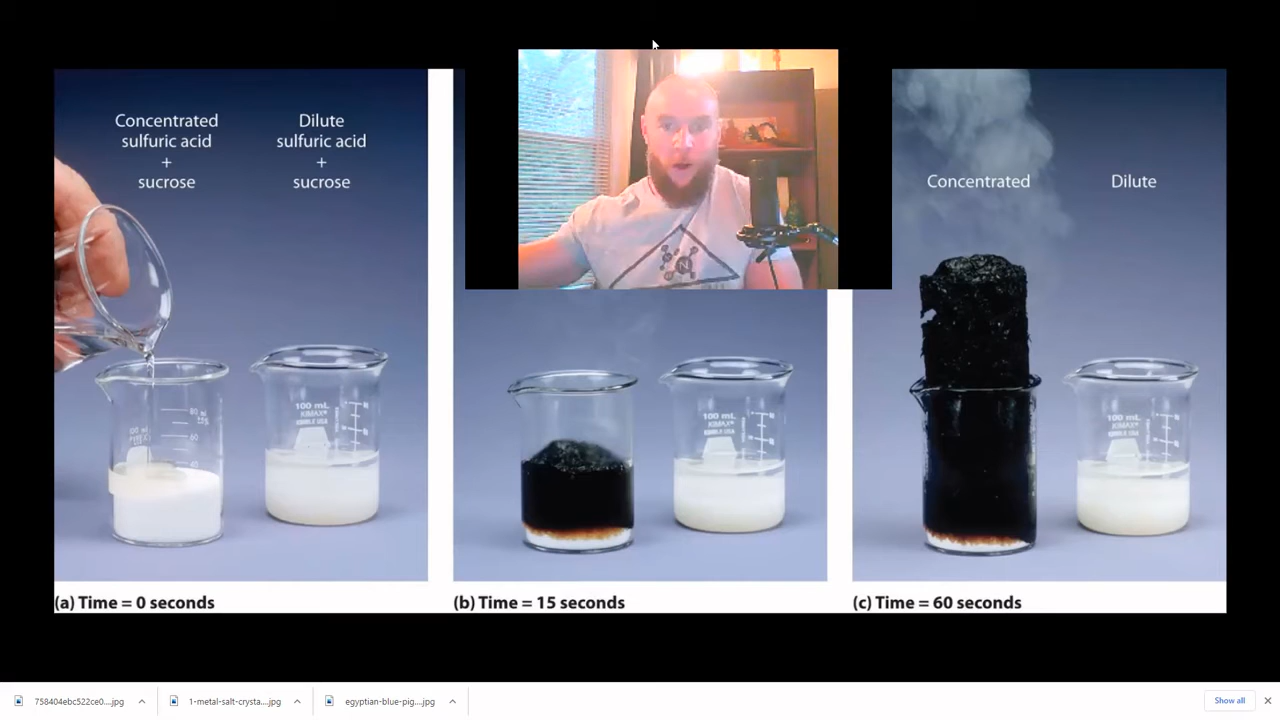 Concentrated
sulfuric acid
+
sucrose
Dilute
sulfuric acid
+
sucrose
100 mL
KIMAX
N
100 mL
KIMAX
Concentrated
Dilute
100 mL
KIMAX
(a) Time = 0 seconds
(b) Time = 15 seconds
(c) Time = 60 seconds
758404ebc522ce0....jpg
1-metal-salt-crysta....jpg
egyptian-blue-pig....jpg
Show all